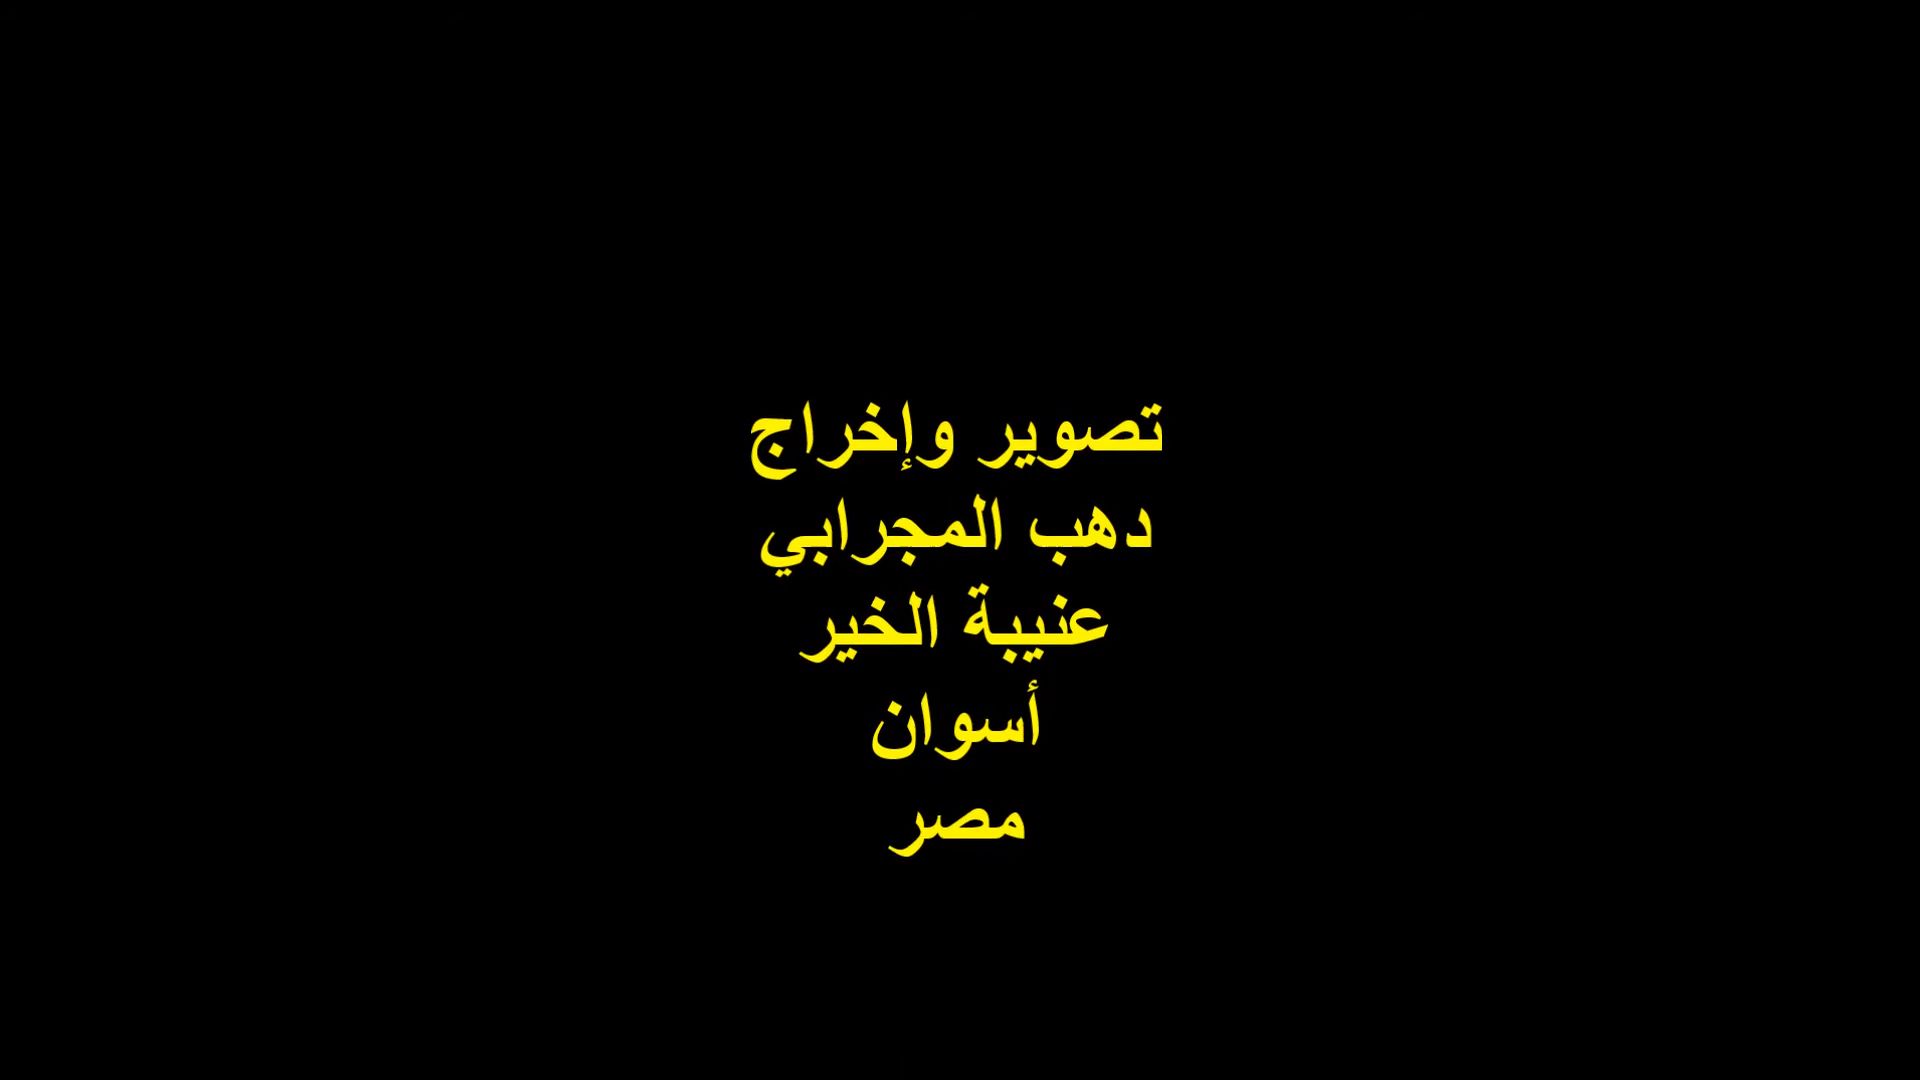 تصوير وإخراج
دهب المجرابي
عنيبة الخير
أسوان
مصر